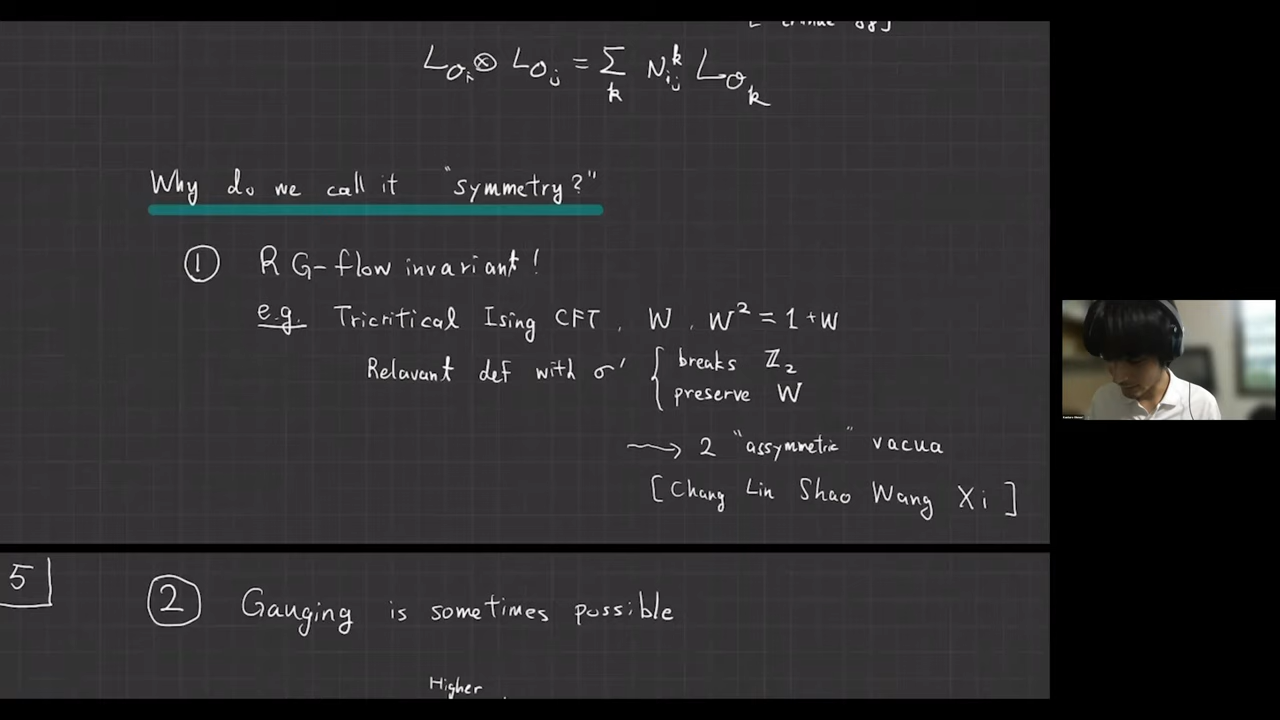 L_{O_i} ⊗ L_{O_j} = Σ_k N_{ij}^k L_{O_k}
Why do we call it "symmetry?"
① RG-flow invariant!
e.g. Tricritical Ising CFT, W, W² = 1 + W
Relavant def with σ' { breaks ℤ₂
preserve W
⟶ 2 "assymmetric" vacua
[Chang Lin Shao Wang Xi]
5
② Gauging is sometimes possible
Higher